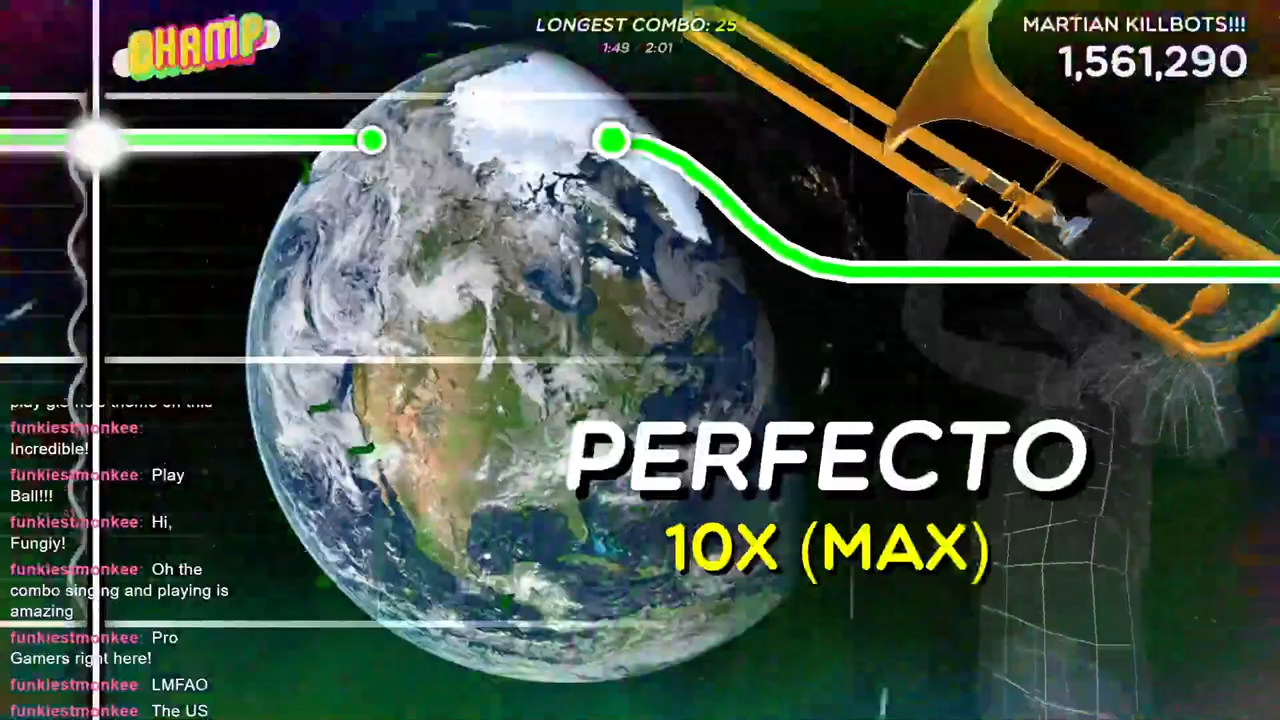 CHAMP
LONGEST COMBO: 25
1:49 / 2:01
MARTIAN KILLBOTS!!!
1,561,290
PERFECTO
10X (MAX)
funkiestmonkee:
Incredible!
funkiestmonkee: Play
Ball!!!
funkiestmonkee: Hi,
Fungiy!
funkiestmonkee: Oh the
combo singing and playing is
amazing
funkiestmonkee: Pro
Gamers right here!
funkiestmonkee: LMFAO
funkiestmonkee: The US